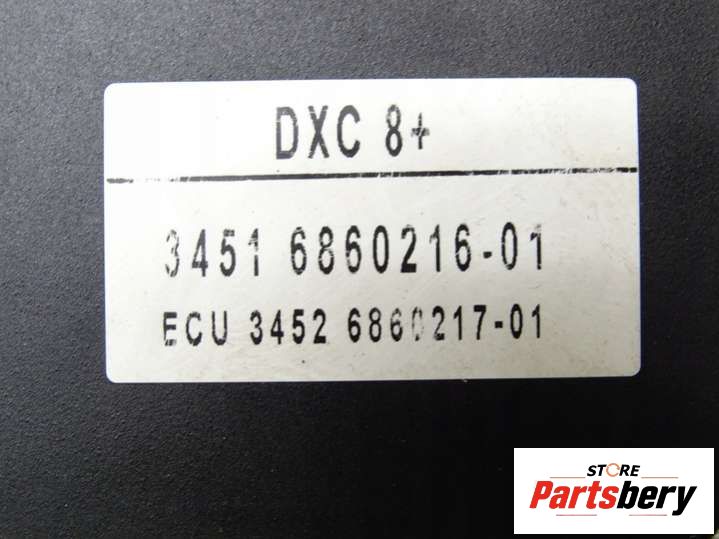 DXC 8+
3451 6860216-01
ECU 3452 6860217-01
STORE
Partsbery